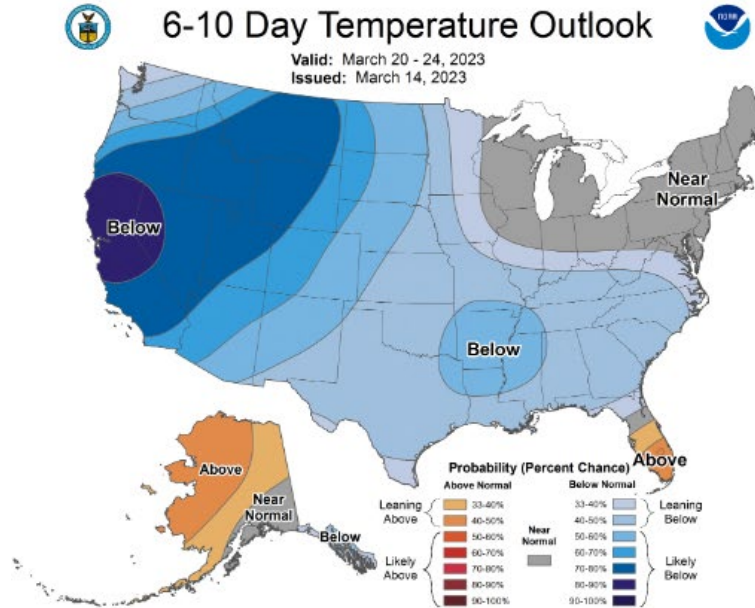 6-10 Day Temperature Outlook
NOAA
Valid: March 20 - 24, 2023
Issued: March 14, 2023
Below
Near
Normal
Below
Above
Above
Near
Normal
Below
Probability (Percent Chance)
Above Normal
Below Normal
Leaning
Above
33-40%
40-50%
Likely
Above
50-60%
60-70%
70-80%
80-90%
90-100%
Near
Normal
33-40%
40-50%
Leaning
Below
50-60%
60-70%
70-80%
80-90%
90-100%
Likely
Below